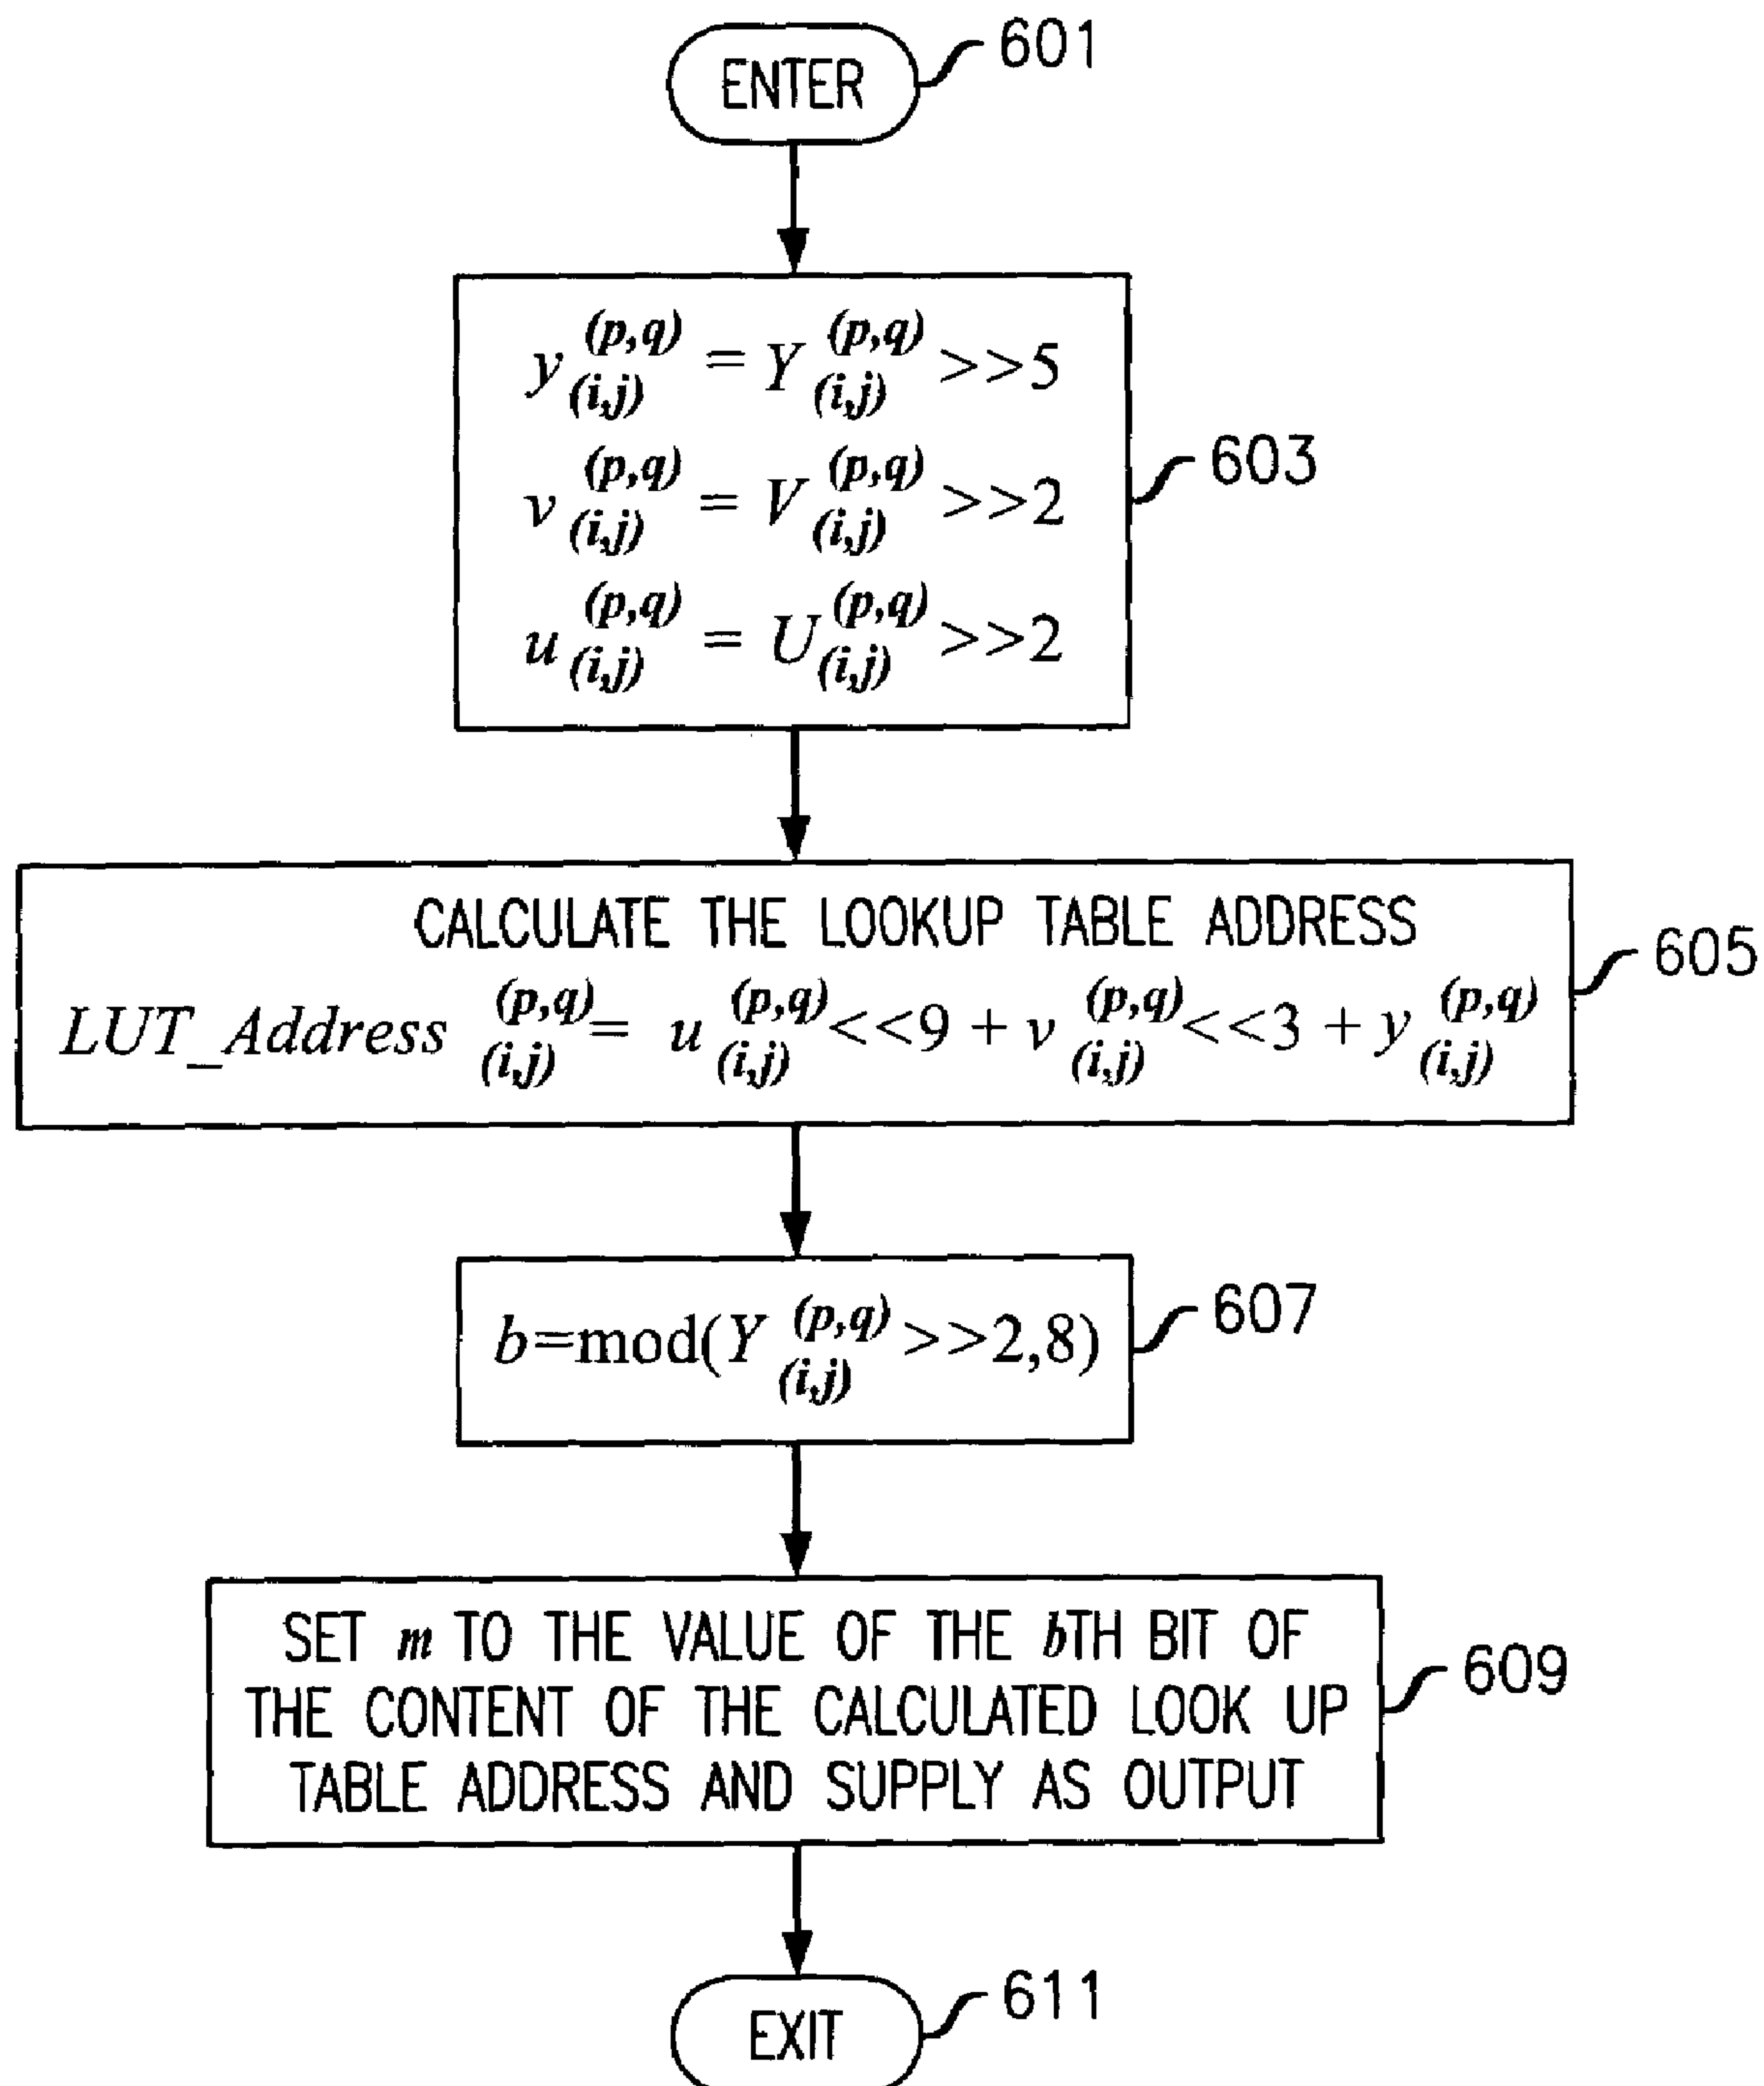 ENTER
601
y (p,q) (i,j) = Y (p,q) (i,j) >>5
v (p,q) (i,j) = V (p,q) (i,j) >>2
u (p,q) (i,j) = U (p,q) (i,j) >>2
603
CALCULATE THE LOOKUP TABLE ADDRESS
LUT_Address (p,q) (i,j) = u (p,q) (i,j) <<9 + v (p,q) (i,j) <<3 + y (p,q) (i,j)
605
b=mod(Y (p,q) (i,j) >>2,8)
607
SET m TO THE VALUE OF THE bTH BIT OF
THE CONTENT OF THE CALCULATED LOOK UP
TABLE ADDRESS AND SUPPLY AS OUTPUT
609
EXIT
611